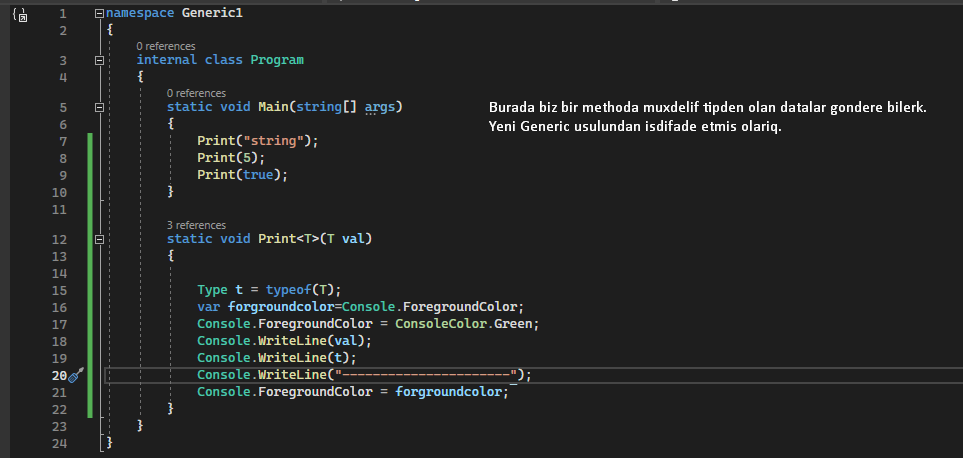 1 namespace Generic1
2 {
0 references
3 internal class Program
4 {
0 references
5 static void Main(string[] args)
Burada biz bir methoda muxdelif tipden olan datalar gondere bilerk.
6 {
Yeni Generic usulundan isdifade etmis olariq.
7 Print("string");
8 Print(5);
9 Print(true);
10 }
11
3 references
12 static void Print<T>(T val)
13 {
14
15 Type t = typeof(T);
16 var forgroundcolor=Console.ForegroundColor;
17 Console.ForegroundColor = ConsoleColor.Green;
18 Console.WriteLine(val);
19 Console.WriteLine(t);
20 Console.WriteLine("----------------------");
21 Console.ForegroundColor = forgroundcolor;
22 }
23 }
24 }